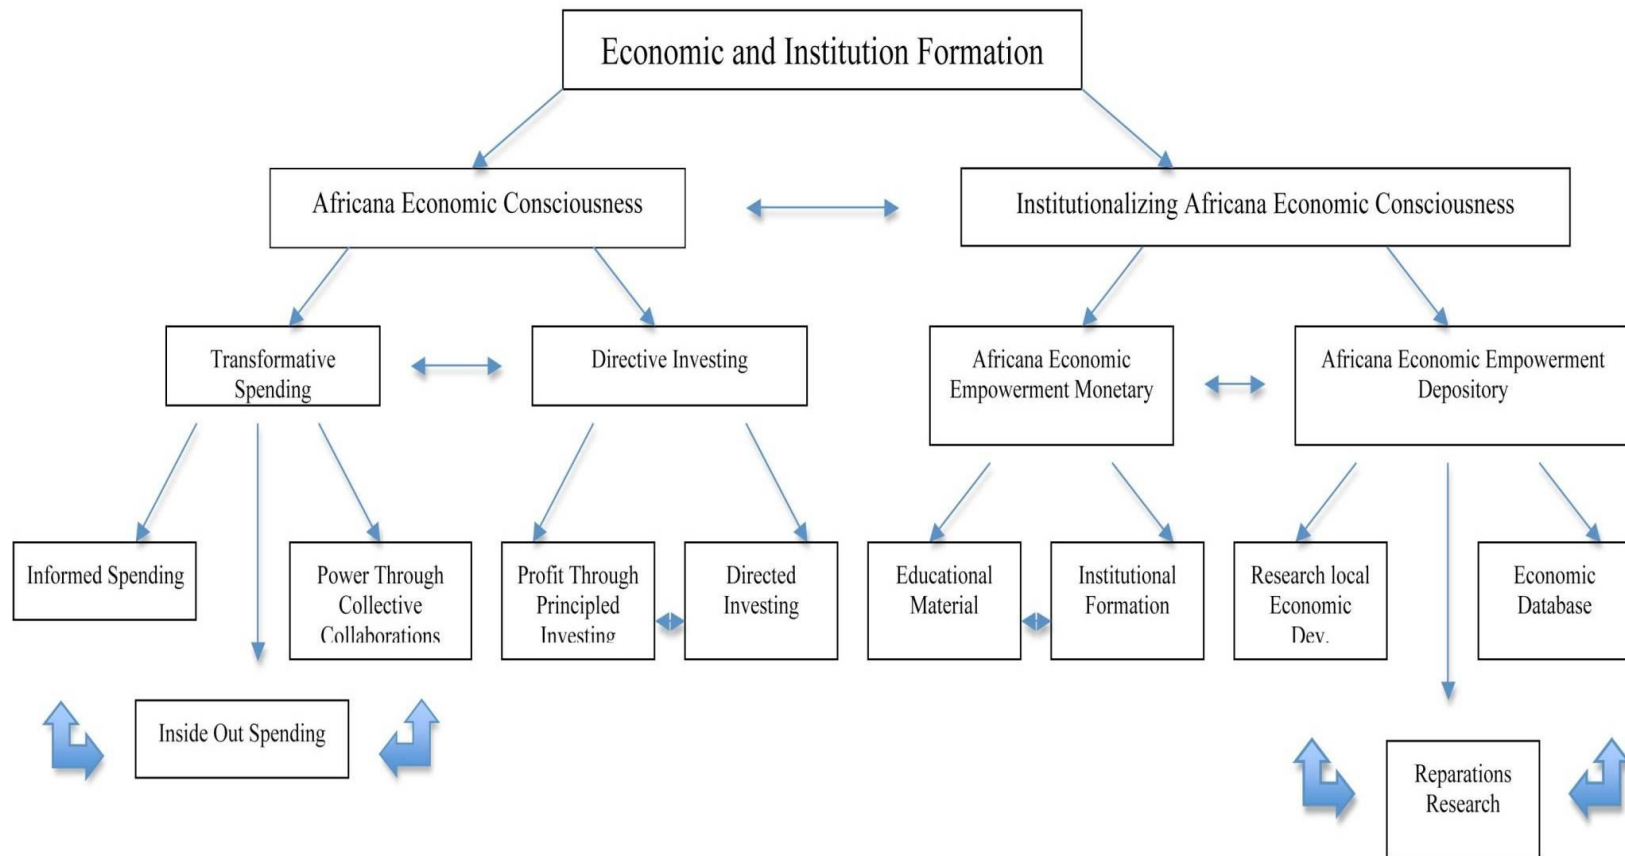 Economic and Institution Formation
Africana Economic Consciousness
Institutionalizing Africana Economic Consciousness
Transformative
Spending
Directive Investing
Africana Economic
Empowerment Monetary
Africana Economic Empowerment
Depository
Informed Spending
Power Through
Collective
Collaborations
Profit Through
Principled
Investing
Directed
Investing
Educational
Material
Institutional
Formation
Research local
Economic
Dev.
Economic
Database
Inside Out Spending
Reparations
Research